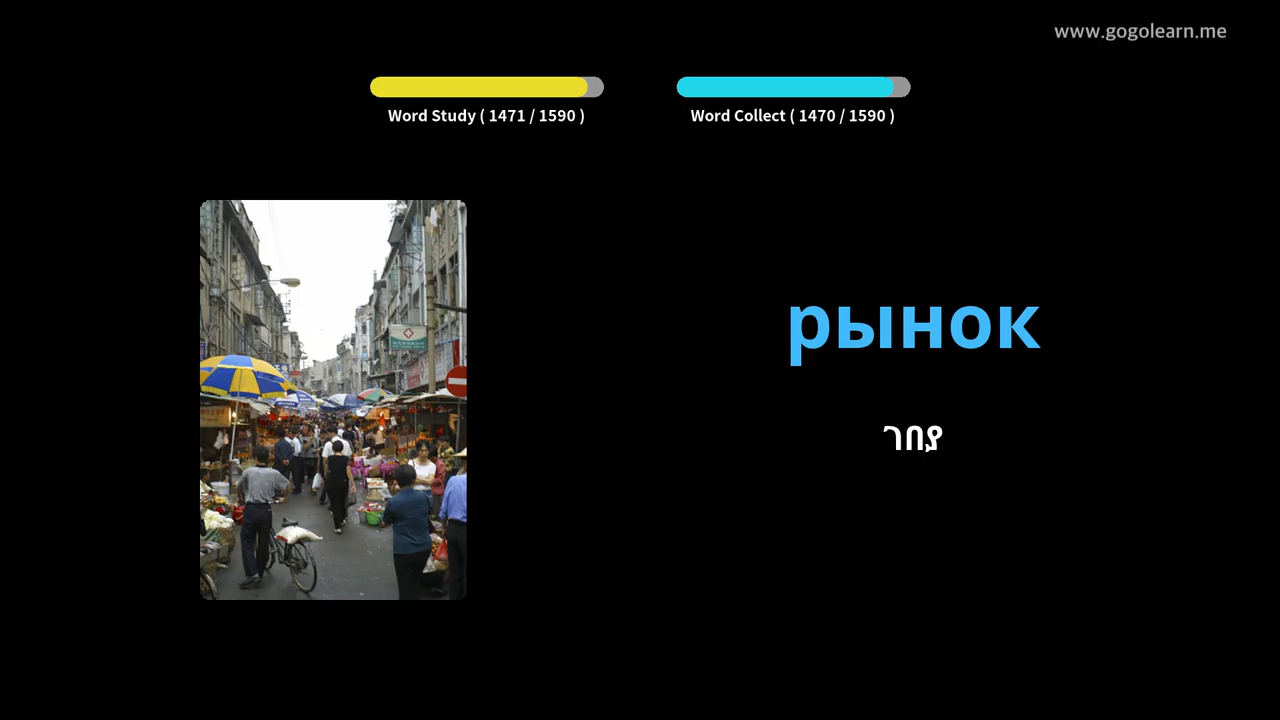 www.gogolearn.me
Word Study ( 1471 / 1590 )
Word Collect ( 1470 / 1590 )
рынок
ገበያ